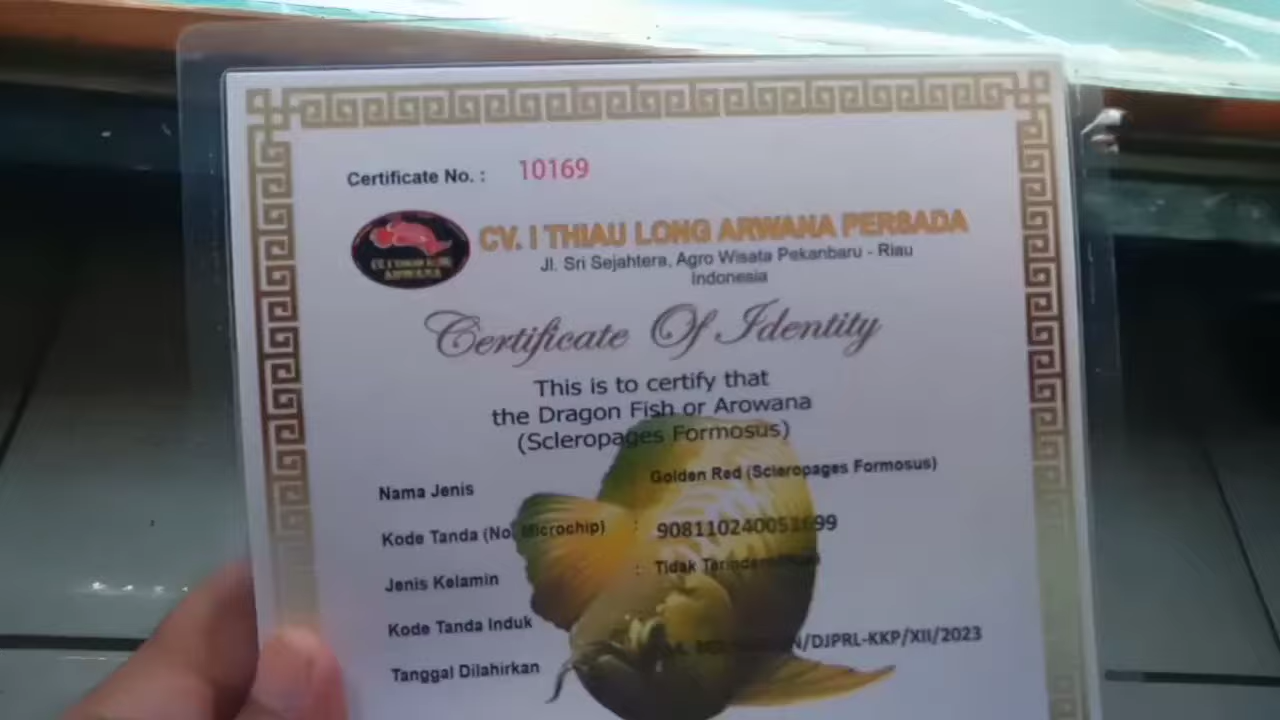 Certificate No. : 10169
CV. I THIAU LONG ARWANA PERSADA
Jl. Sri Sejahtera, Agro Wisata Pekanbaru - Riau
Indonesia
ARWANA
Certificate Of Identity
This is to certify that
the Dragon Fish or Arowana
(Scleropages Formosus)
Nama Jenis Golden Red (Scleropages Formosus)
Kode Tanda (No. Microchip) :
Jenis Kelamin : Tidak
Kode Tanda Induk
N/DJPRL-KKP/XII/2023
Tanggal Dilahirkan